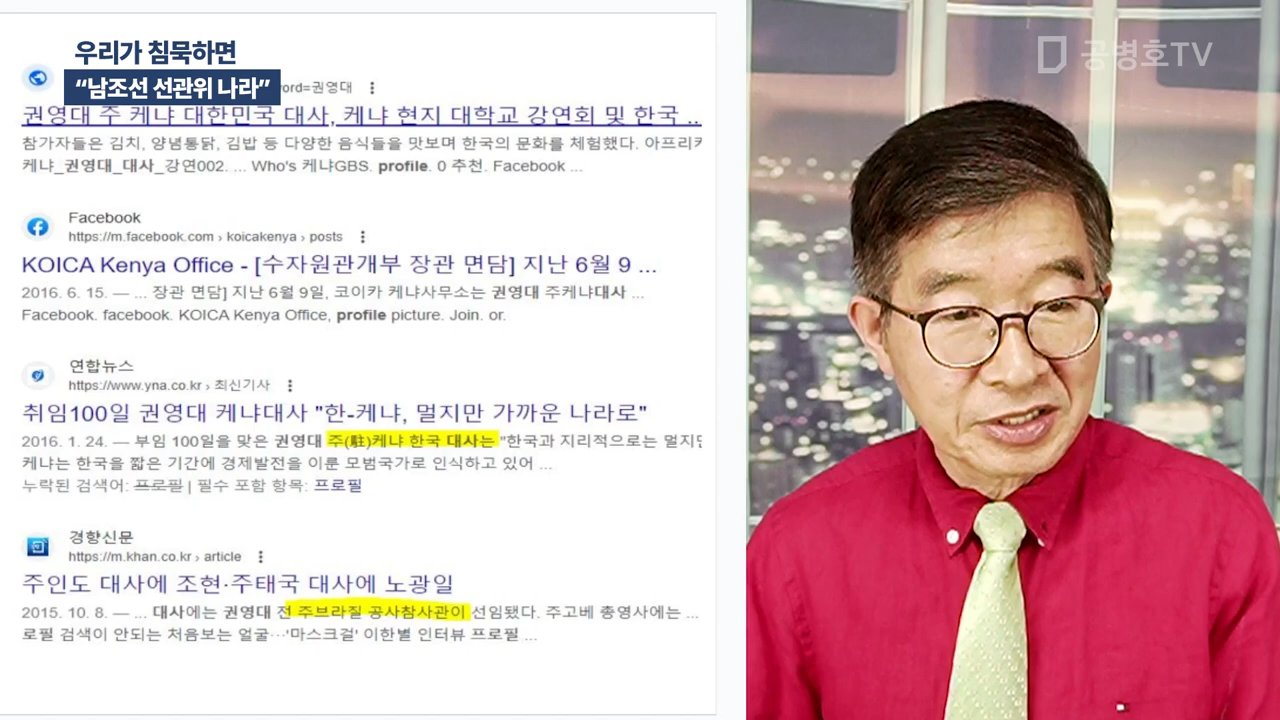 우리가 침묵하면
“남조선 선관위 나라”
공병호TV
ord=권영대
권영대 주 케냐 대한민국 대사, 케냐 현지 대학교 강연회 및 한국 ...
참가자들은 김치, 양념통닭, 김밥 등 다양한 음식들을 맛보며 한국의 문화를 체험했다. 아프리카
케냐_권영대_대사_강연002. ... Who's 케냐GBS. profile. 0 추천. Facebook ...
Facebook
https://m.facebook.com › koicakenya › posts
KOICA Kenya Office - [수자원관개부 장관 면담] 지난 6월 9 ...
2016. 6. 15. — ... 장관 면담] 지난 6월 9일, 코이카 케냐사무소는 권영대 주케냐대사 ...
Facebook. facebook. KOICA Kenya Office, profile picture. Join. or.
연합뉴스
https://www.yna.co.kr › 최신기사
취임100일 권영대 케냐대사 "한-케냐, 멀지만 가까운 나라로"
2016. 1. 24. — 부임 100일을 맞은 권영대 주(駐)케냐 한국 대사는 "한국과 지리적으로는 멀지만
케냐는 한국을 짧은 기간에 경제발전을 이룬 모범국가로 인식하고 있어 ...
누락된 검색어: 프로필 | 필수 포함 항목: 프로필
경향신문
https://m.khan.co.kr › article
주인도 대사에 조현·주태국 대사에 노광일
2015. 10. 8. — ... 대사에는 권영대 전 주브라질 공사참사관이 선임됐다. 주고베 총영사에는 ...
로필 검색이 안되는 처음보는 얼굴…'마스크걸' 이한별 인터뷰 프로필 ...